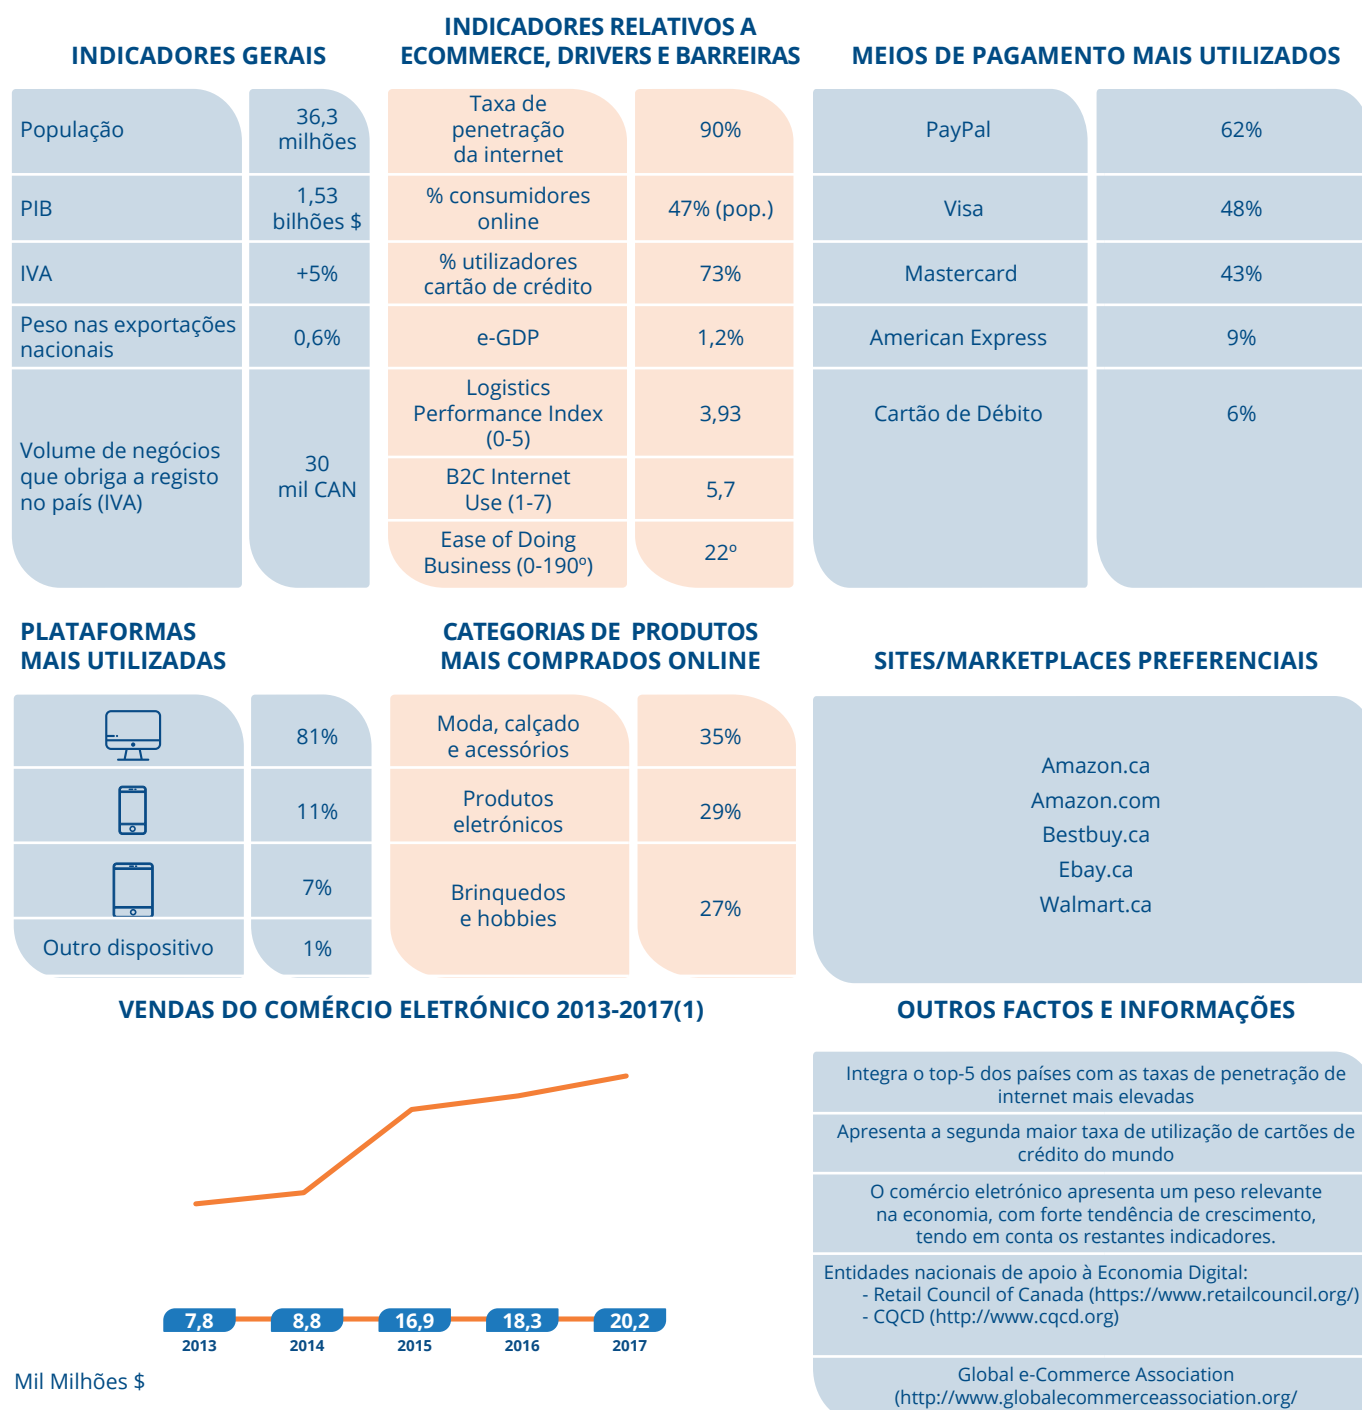 INDICADORES GERAIS
População
36,3
milhões
PIB
1,53
bilhões $
IVA
+5%
Peso nas exportações
nacionais
0,6%
Volume de negócios
que obriga a registo
no país (IVA)
30
mil CAN
INDICADORES RELATIVOS A
ECOMMERCE, DRIVERS E BARREIRAS
Taxa de
penetração
da internet
90%
% consumidores
online
47% (pop.)
% utilizadores
cartão de crédito
73%
e-GDP
1,2%
Logistics
Performance Index
(0-5)
3,93
B2C Internet
Use (1-7)
5,7
Ease of Doing
Business (0-190º)
22º
MEIOS DE PAGAMENTO MAIS UTILIZADOS
PayPal
62%
Visa
48%
Mastercard
43%
American Express
9%
Cartão de Débito
6%
PLATAFORMAS
MAIS UTILIZADAS
81%
11%
7%
Outro dispositivo
1%
CATEGORIAS DE PRODUTOS
MAIS COMPRADOS ONLINE
Moda, calçado
e acessórios
35%
Produtos
eletrónicos
29%
Brinquedos
e hobbies
27%
SITES/MARKETPLACES PREFERENCIAIS
Amazon.ca
Amazon.com
Bestbuy.ca
Ebay.ca
Walmart.ca
VENDAS DO COMÉRCIO ELETRÓNICO 2013-2017(1)
7,8 8,8 16,9 18,3 20,2
2013 2014 2015 2016 2017
Mil Milhões $
OUTROS FACTOS E INFORMAÇÕES
Integra o top-5 dos países com as taxas de penetração de
internet mais elevadas
Apresenta a segunda maior taxa de utilização de cartões de
crédito do mundo
O comércio eletrónico apresenta um peso relevante
na economia, com forte tendência de crescimento,
tendo em conta os restantes indicadores.
Entidades nacionais de apoio à Economia Digital:
- Retail Council of Canada (https://www.retailcouncil.org/)
- CQCD (http://www.cqcd.org)
Global e-Commerce Association
(http://www.globalecommerceassociation.org/